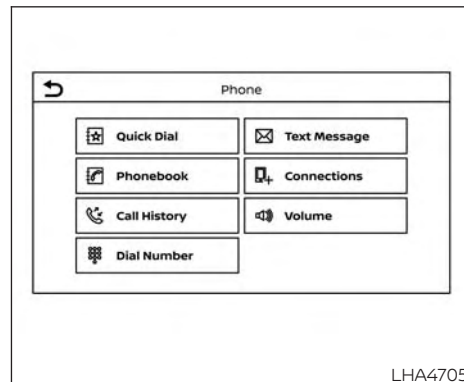 Phone
Quick Dial
Text Message
Phonebook
Connections
Call History
Volume
Dial Number
LHA4705